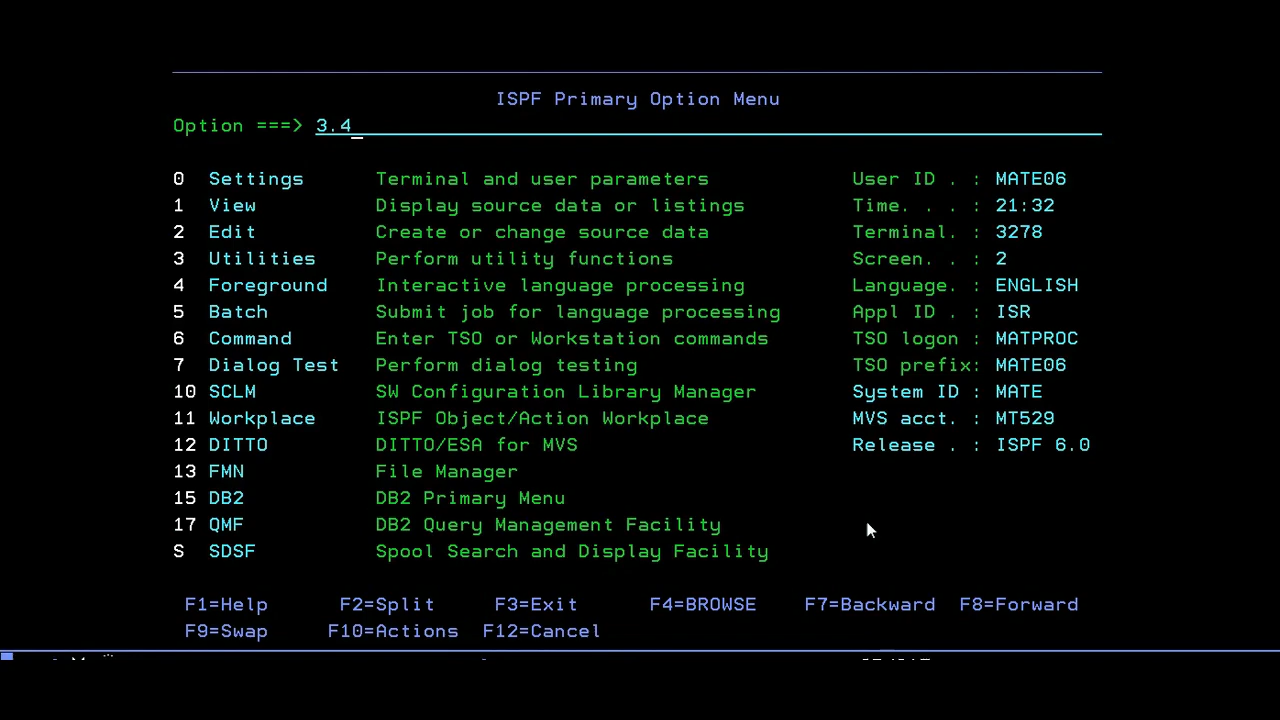 ISPF Primary Option Menu
Option ===> 3.4
0 Settings Terminal and user parameters User ID . : MATE06
1 View Display source data or listings Time. . . : 21:32
2 Edit Create or change source data Terminal. : 3278
3 Utilities Perform utility functions Screen. . : 2
4 Foreground Interactive language processing Language. : ENGLISH
5 Batch Submit job for language processing Appl ID . : ISR
6 Command Enter TSO or Workstation commands TSO logon : MATPROC
7 Dialog Test Perform dialog testing TSO prefix: MATE06
10 SCLM SW Configuration Library Manager System ID : MATE
11 Workplace ISPF Object/Action Workplace MVS acct. : MT529
12 DITTO DITTO/ESA for MVS Release . : ISPF 6.0
13 FMN File Manager
15 DB2 DB2 Primary Menu
17 QMF DB2 Query Management Facility
S SDSF Spool Search and Display Facility
F1=Help F2=Split F3=Exit F4=BROWSE F7=Backward F8=Forward
F9=Swap F10=Actions F12=Cancel